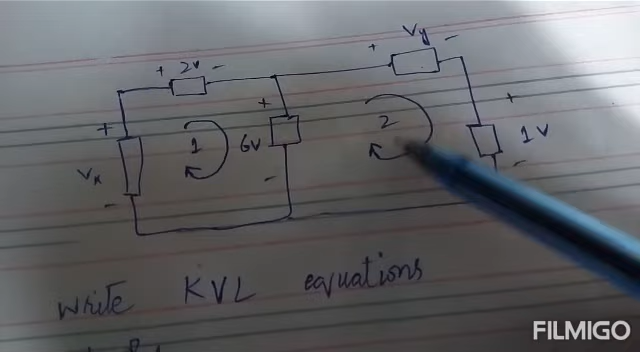 Vy
+ -
+ 2v -
+ + +
1 6V 2 1V
Vx
- - -
write KVL equations
FILMIGO